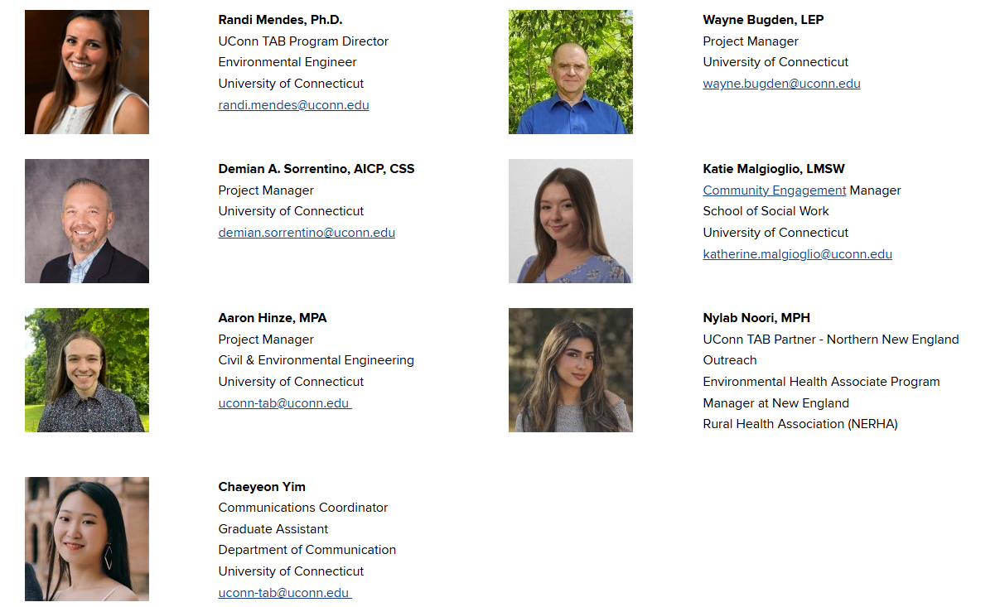 Randi Mendes, Ph.D.
UConn TAB Program Director
Environmental Engineer
University of Connecticut
randi.mendes@uconn.edu
Wayne Bugden, LEP
Project Manager
University of Connecticut
wayne.bugden@uconn.edu
Demian A. Sorrentino, AICP, CSS
Project Manager
University of Connecticut
demian.sorrentino@uconn.edu
Katie Malgioglio, LMSW
Community Engagement Manager
School of Social Work
University of Connecticut
katherine.malgioglio@uconn.edu
Aaron Hinze, MPA
Project Manager
Civil & Environmental Engineering
University of Connecticut
uconn-tab@uconn.edu
Nylab Noori, MPH
UConn TAB Partner - Northern New England
Outreach
Environmental Health Associate Program
Manager at New England
Rural Health Association (NERHA)
Chaeyeon Yim
Communications Coordinator
Graduate Assistant
Department of Communication
University of Connecticut
uconn-tab@uconn.edu